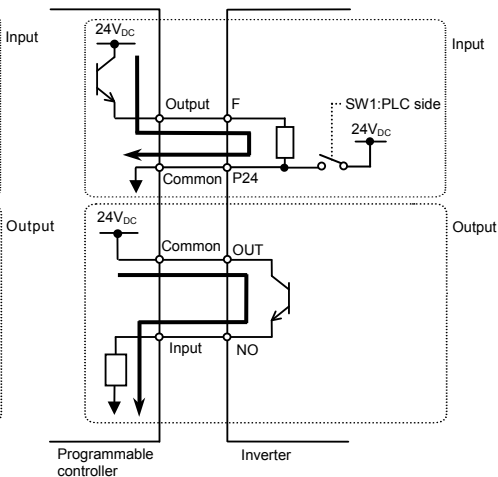 Input
24VDC
Input
Output
F
SW1:PLC side
24VDC
Common
P24
Output
24VDC
Common
OUT
Output
Input
NO
Programmable
controller
Inverter